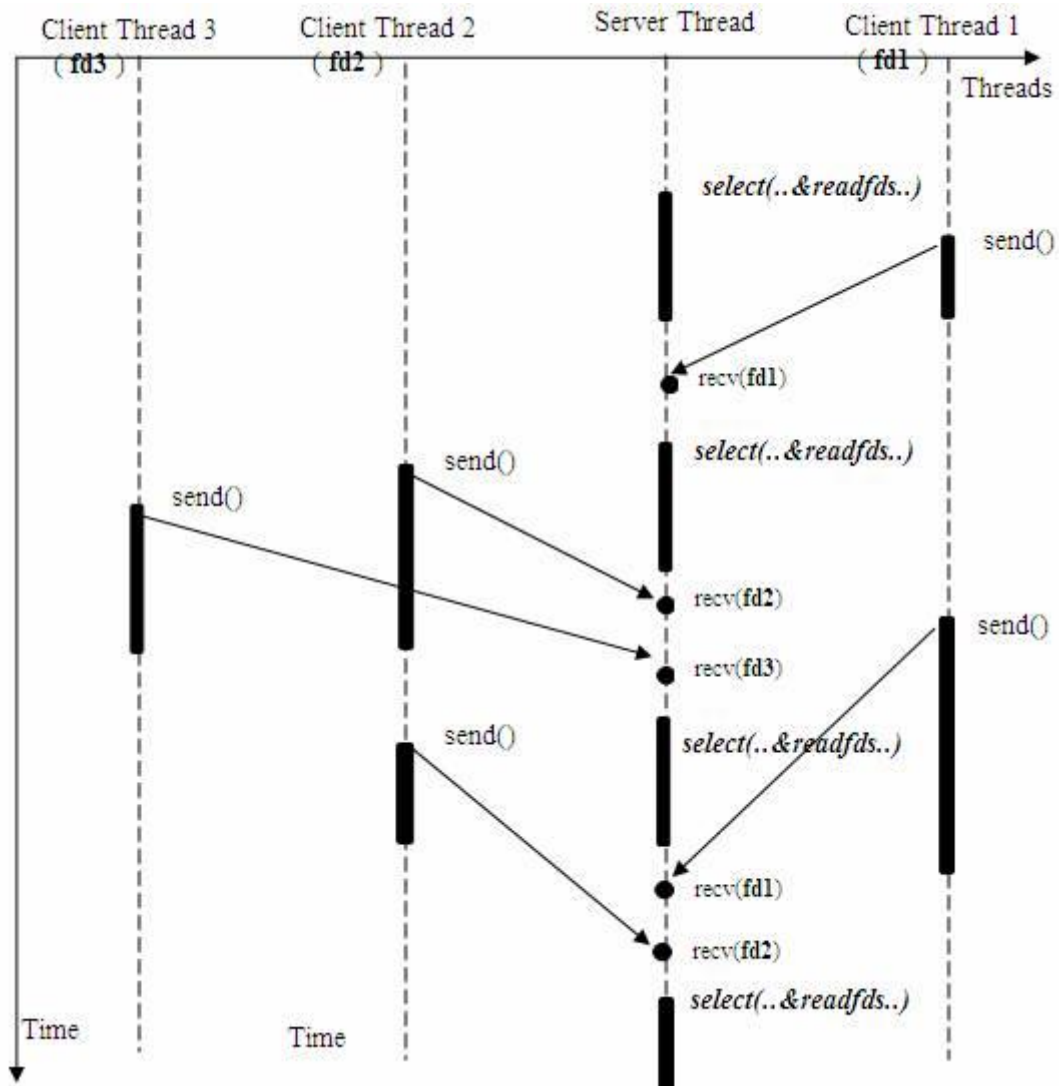 Client Thread 3
( fd3 )
Client Thread 2
( fd2 )
Server Thread
Client Thread 1
( fd1 )
Threads
select(..&readfds..)
send()
recv(fd1)
select(..&readfds..)
send()
send()
recv(fd2)
send()
recv(fd3)
send()
select(..&readfds..)
recv(fd1)
recv(fd2)
select(..&readfds..)
Time
Time